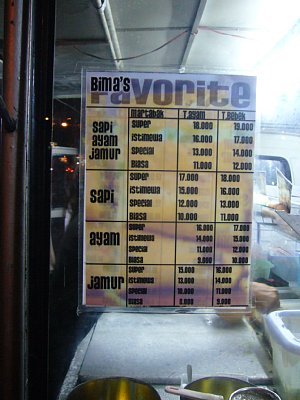 Bima's
Favorite
martabak T.ayam T.Bebek
sapi ayam jamur super 18.000 19.000
istimewa 16.000 17.000
special 13.000 14.000
Biasa 11.000 12.000
sapi super 17.000 18.000
istimewa 15.000 16.000
special 12.000 13.000
Biasa 10.000 11.000
ayam super 16.000 17.000
istimewa 14.000 15.000
special 11.000 12.000
Biasa 9.000 10.000
jamur super 15.000 16.000
istimewa 13.000 14.000
special 10.000 11.000
Biasa 8.000 9.000